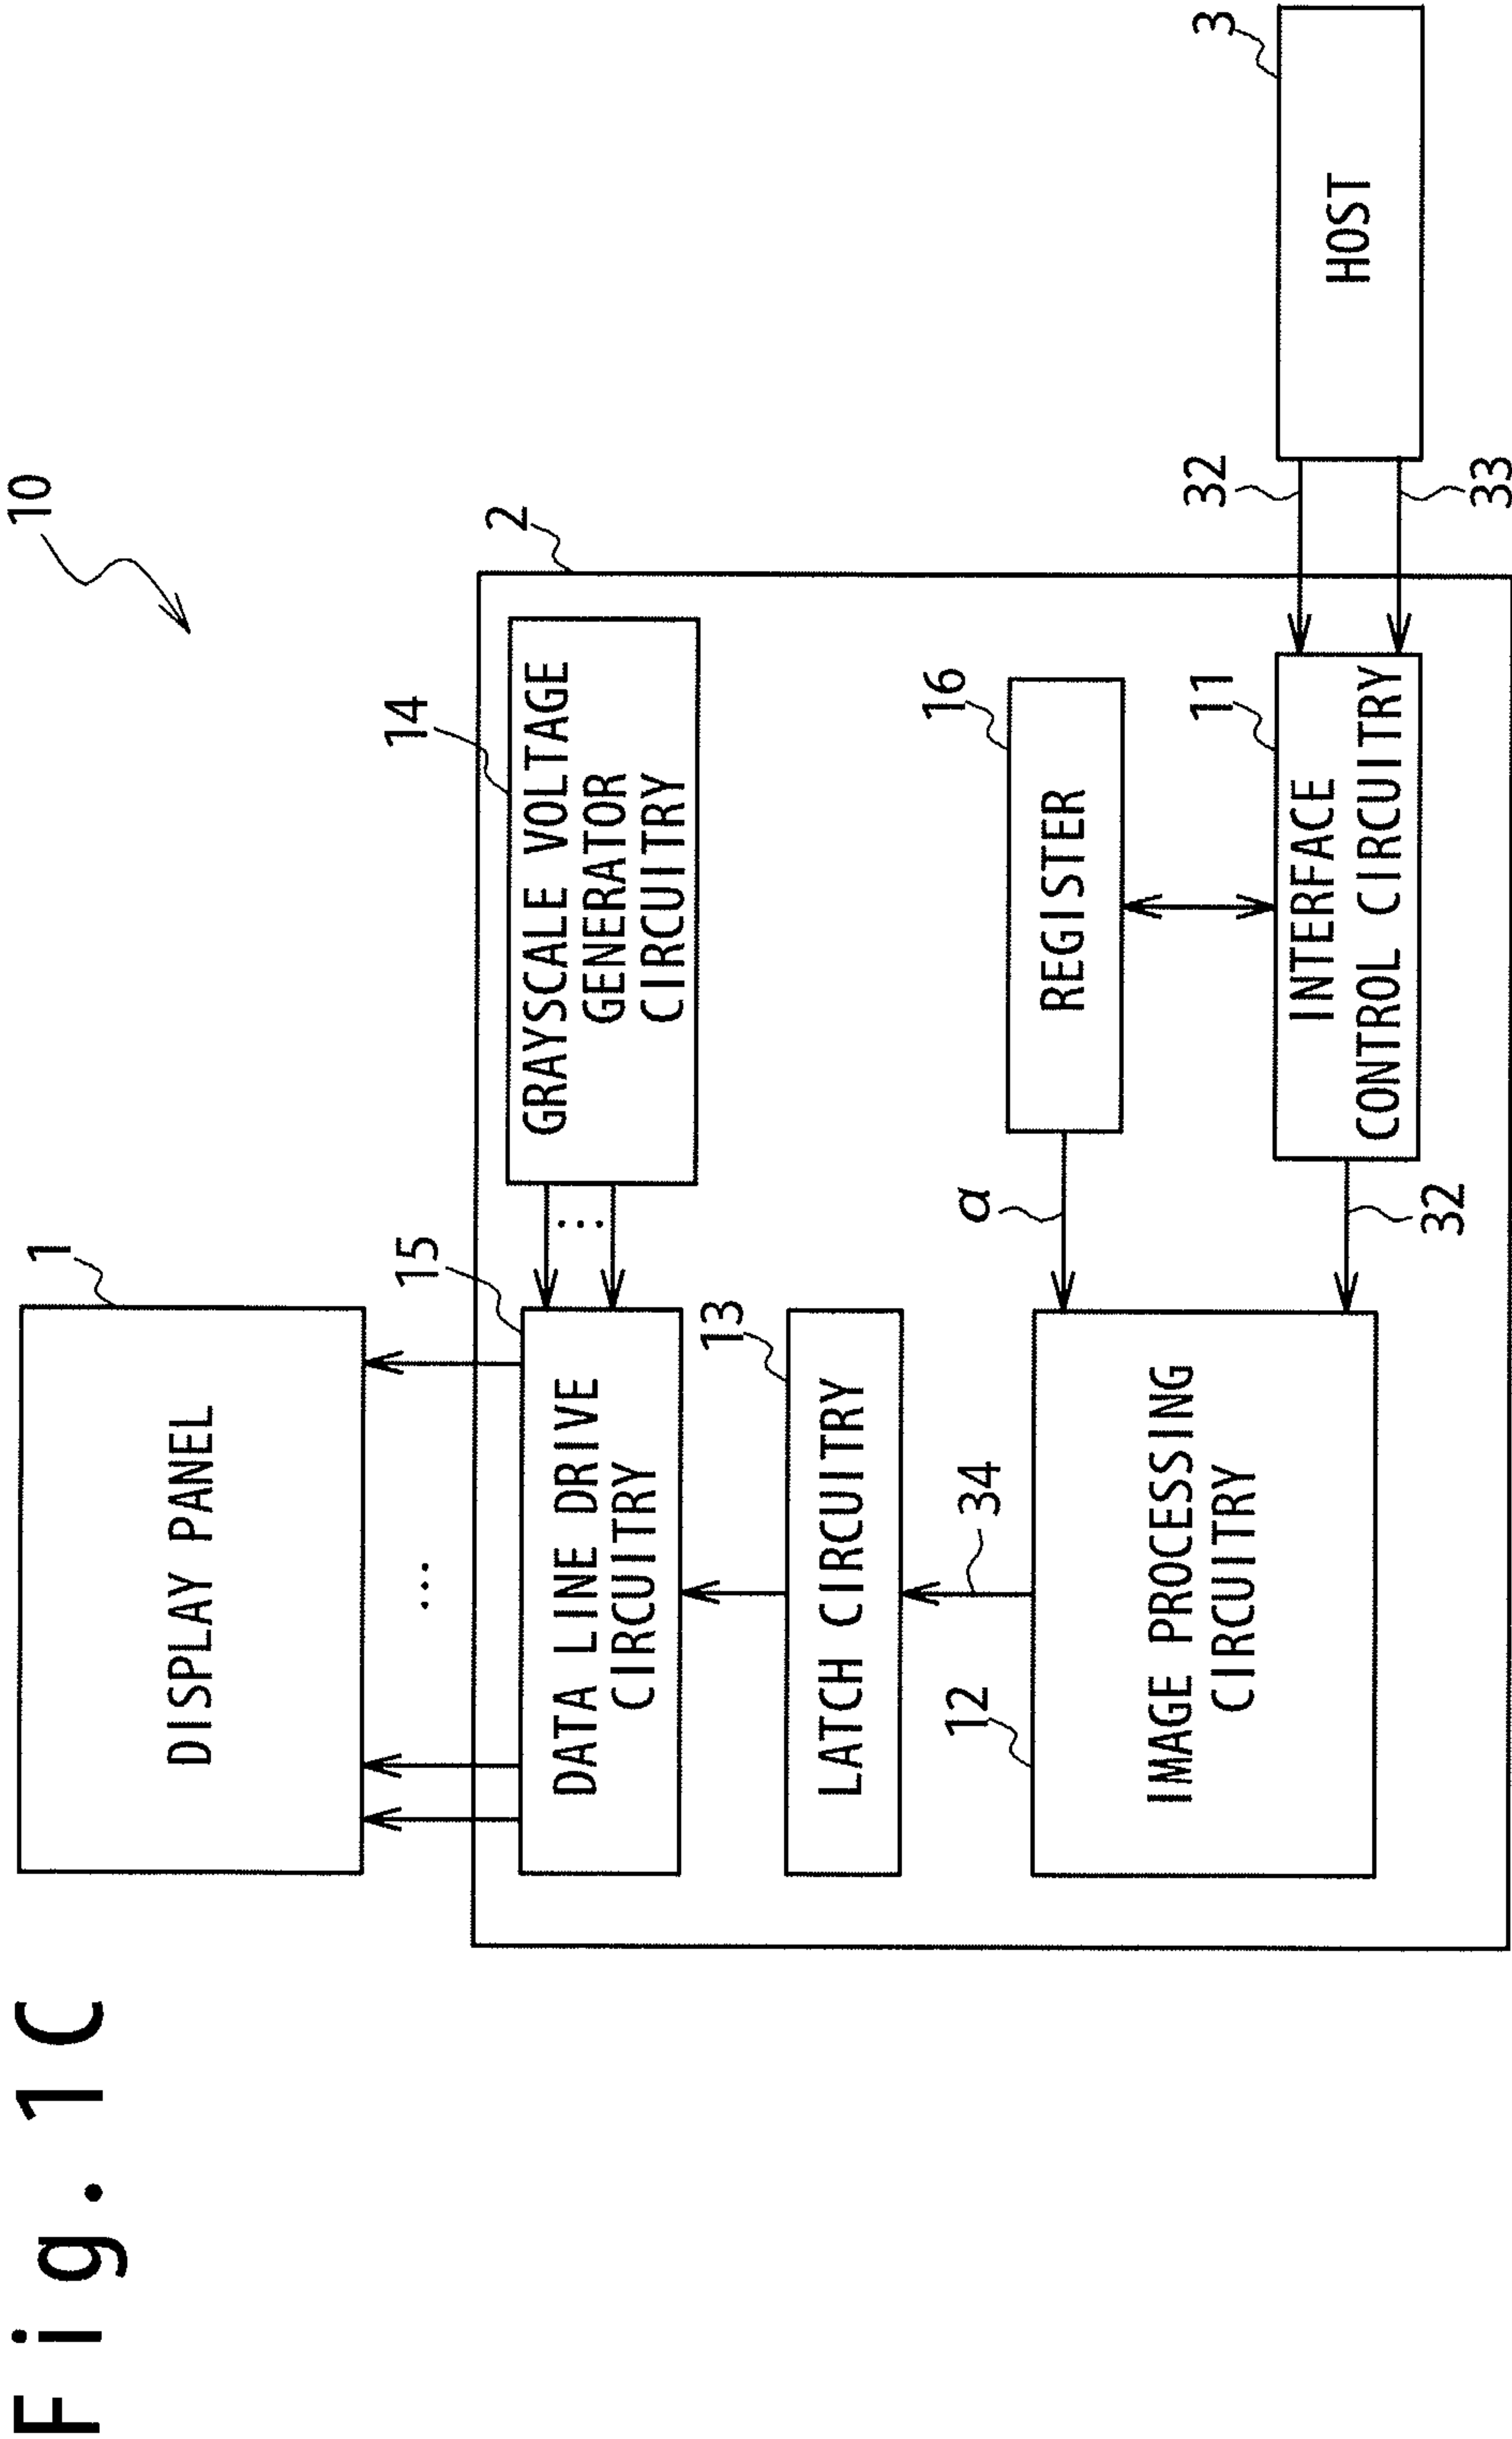 Fig. 1C
10
1
DISPLAY PANEL
...
2
15
14
DATA LINE DRIVE
CIRCUITRY
...
GRAYSCALE VOLTAGE
GENERATOR
CIRCUITRY
13
LATCH CIRCUITRY
34
12
16
α
REGISTER
IMAGE PROCESSING
CIRCUITRY
11
32
INTERFACE
CONTROL CIRCUITRY
32
33
3
HOST